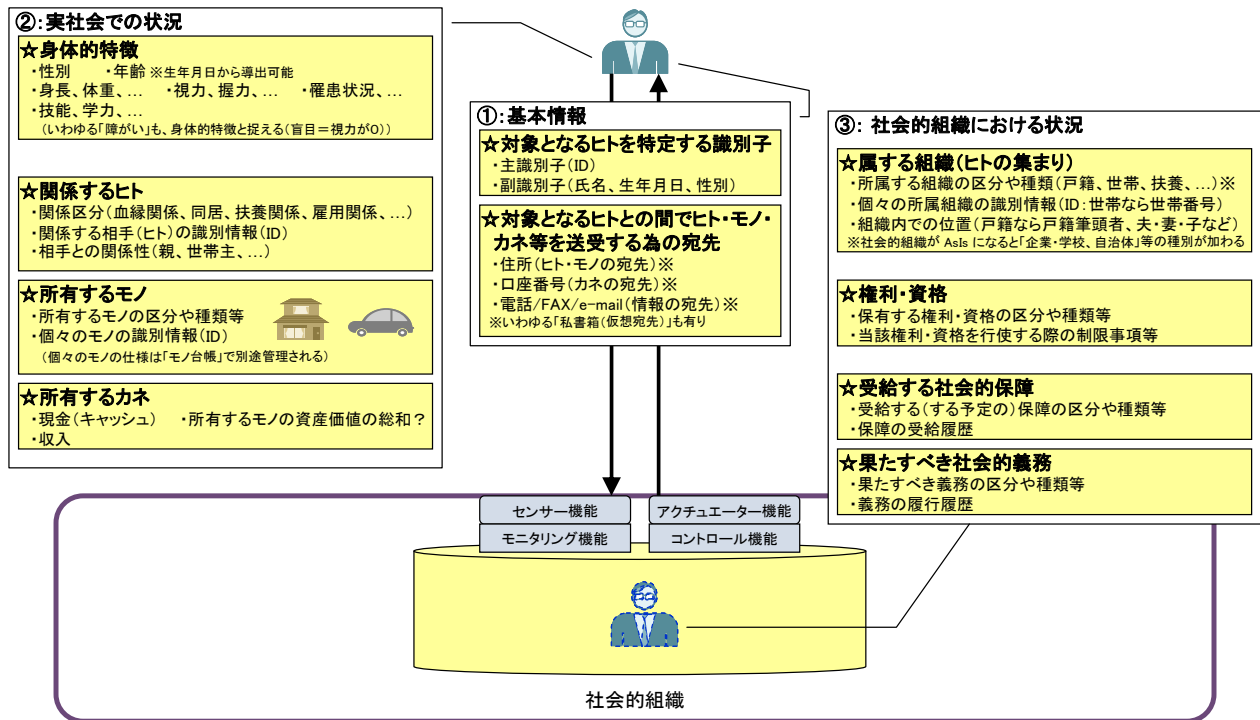 ②:実社会での状況
☆身体的特徴
・性別　・年齢 ※生年月日から導出可能
・身長、体重、…　・視力、握力、…　・罹患状況、…
・技能、学力、…
(いわゆる「障がい」も、身体的特徴と捉える(盲目=視力が0))
☆関係するヒト
・関係区分(血縁関係、同居、扶養関係、雇用関係、…)
・関係する相手(ヒト)の識別情報(ID)
・相手との関係性(親、世帯主、…)
☆所有するモノ
・所有するモノの区分や種類等
・個々のモノの識別情報(ID)
(個々のモノの仕様は「モノ台帳」で別途管理される)
☆所有するカネ
・現金(キャッシュ)　・所有するモノの資産価値の総和?
・収入
①:基本情報
☆対象となるヒトを特定する識別子
・主識別子(ID)
・副識別子(氏名、生年月日、性別)
☆対象となるヒトとの間でヒト・モノ・
カネ等を送受する為の宛先
・住所(ヒト・モノの宛先)※
・口座番号(カネの宛先)※
・電話/FAX/e-mail(情報の宛先)※
※いわゆる「私書箱(仮想宛先)」も有り
③: 社会的組織における状況
☆属する組織(ヒトの集まり)
・所属する組織の区分や種類(戸籍、世帯、扶養、…)※
・個々の所属組織の識別情報(ID:世帯なら世帯番号)
・組織内での位置(戸籍なら戸籍筆頭者、夫・妻・子など)
※社会的組織が AsIs になると「企業・学校、自治体」等の種別が加わる
☆権利・資格
・保有する権利・資格の区分や種類等
・当該権利・資格を行使する際の制限事項等
☆受給する社会的保障
・受給する(する予定の)保障の区分や種類等
・保障の受給履歴
☆果たすべき社会的義務
・果たすべき義務の区分や種類等
・義務の履行履歴
センサー機能
アクチュエーター機能
モニタリング機能
コントロール機能
社会的組織